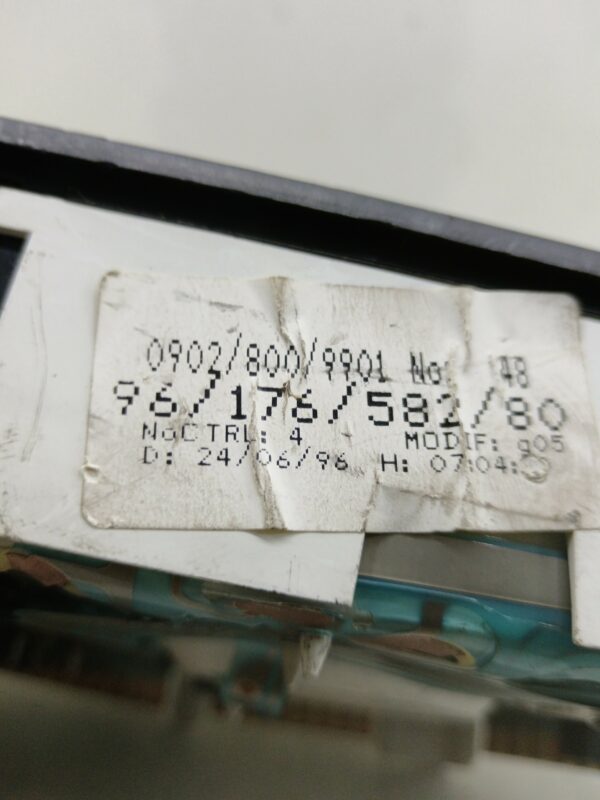 0902/800/9901 No: 48
96/176/582/80
NoCTRL: 4 MODIF: g05
D: 24/06/96 H: 07:04: